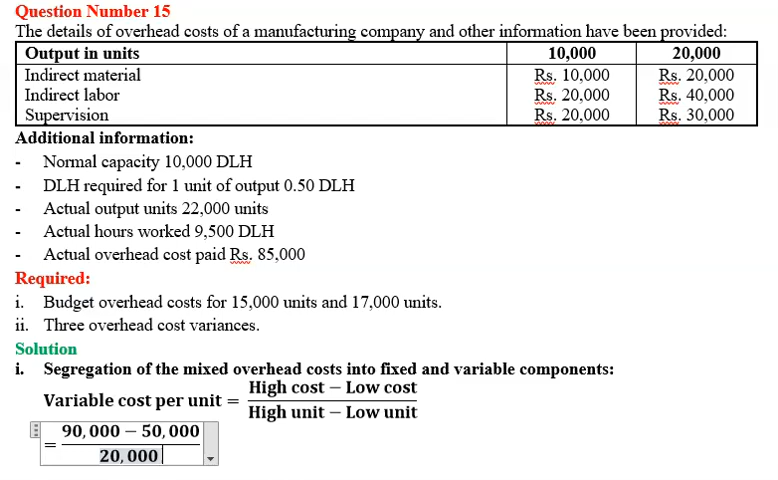 Question Number 15
The details of overhead costs of a manufacturing company and other information have been provided:
Output in units 10,000 20,000
Indirect material Rs. 10,000 Rs. 20,000
Indirect labor Rs. 20,000 Rs. 40,000
Supervision Rs. 20,000 Rs. 30,000
Additional information:
- Normal capacity 10,000 DLH
- DLH required for 1 unit of output 0.50 DLH
- Actual output units 22,000 units
- Actual hours worked 9,500 DLH
- Actual overhead cost paid Rs. 85,000
Required:
i. Budget overhead costs for 15,000 units and 17,000 units.
ii. Three overhead cost variances.
Solution
i. Segregation of the mixed overhead costs into fixed and variable components:
High cost − Low cost
Variable cost per unit =
High unit − Low unit
90,000 − 50,000
=
20,000